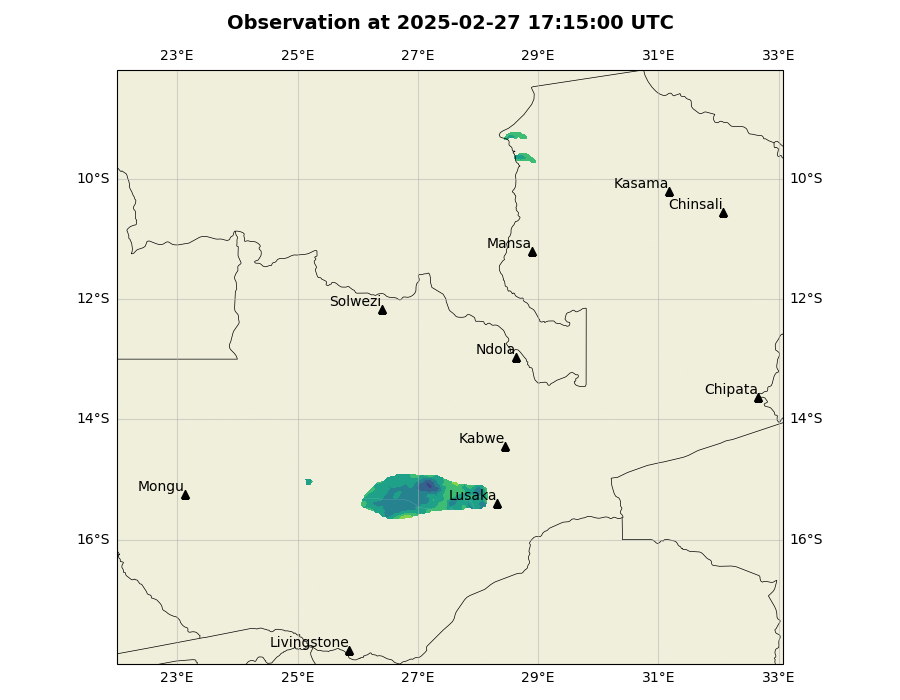 Observation at 2025-02-27 17:15:00 UTC
23°E 25°E 27°E 29°E 31°E 33°E
10°S 10°S
Kasama
Chinsali
Mansa
12°S 12°S
Solwezi
Ndola
Chipata
14°S 14°S
Kabwe
Mongu
Lusaka
16°S 16°S
Livingstone
23°E 25°E 27°E 29°E 31°E 33°E